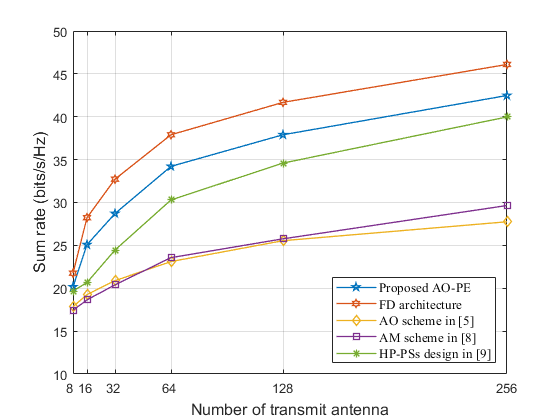 50
45
40
35
30
25
20
15
10
Sum rate (bits/s/Hz)
Proposed AO-PE
FD architecture
AO scheme in [5]
AM scheme in [8]
HP-PSs design in [9]
8 16 32 64 128 256
Number of transmit antenna